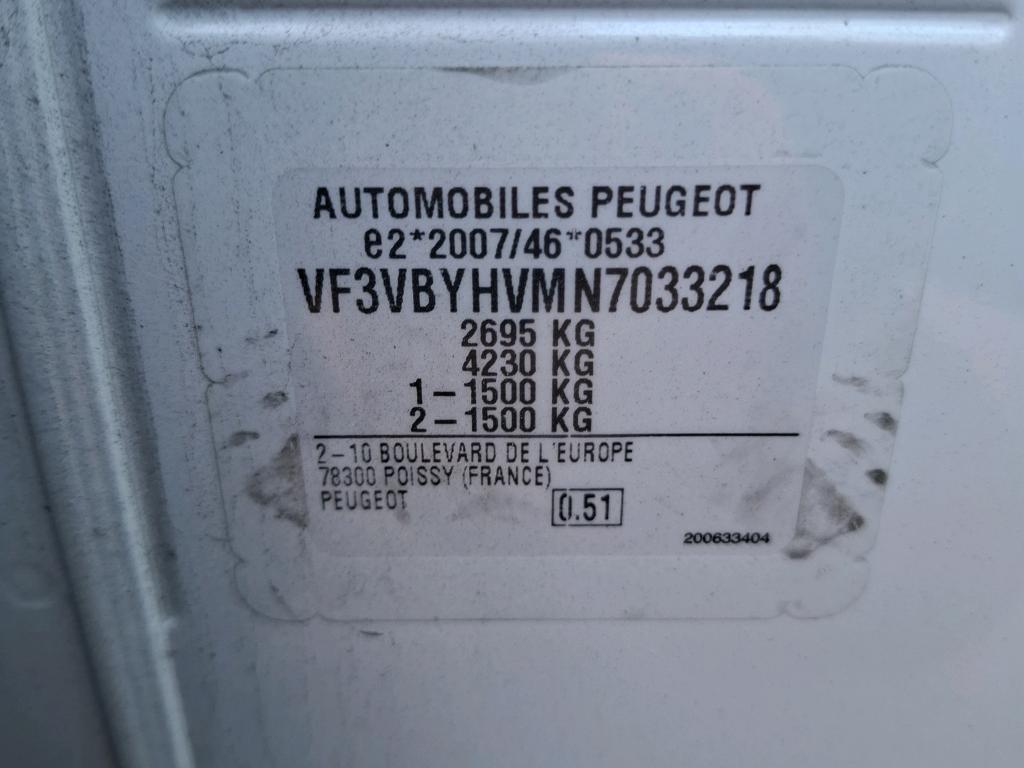 AUTOMOBILES PEUGEOT
e2*2007/46*0533
VF3VBYHVMN7033218
2695 KG
4230 KG
1-1500 KG
2-1500 KG
2-10 BOULEVARD DE L'EUROPE
78300 POISSY (FRANCE)
PEUGEOT
0.51
200633404